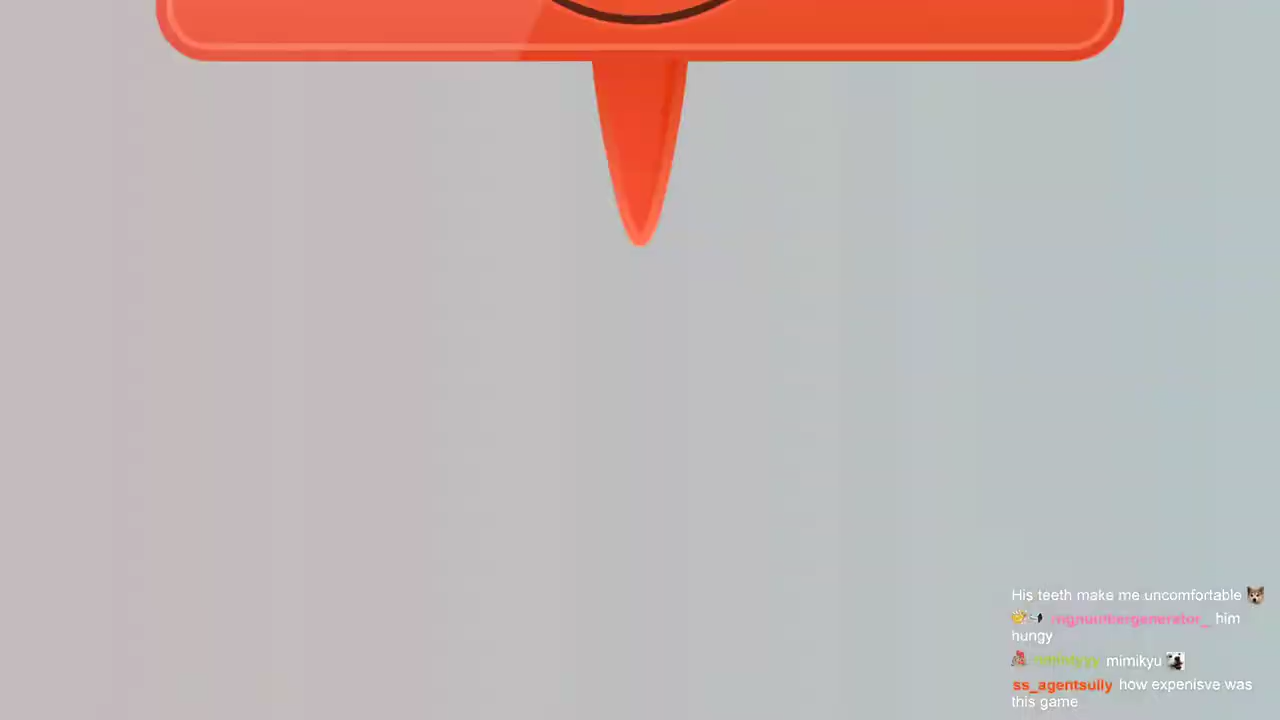 His teeth make me uncomfortable
him
hungy
mimikyu
ss_agentsully how expenisve was
this game